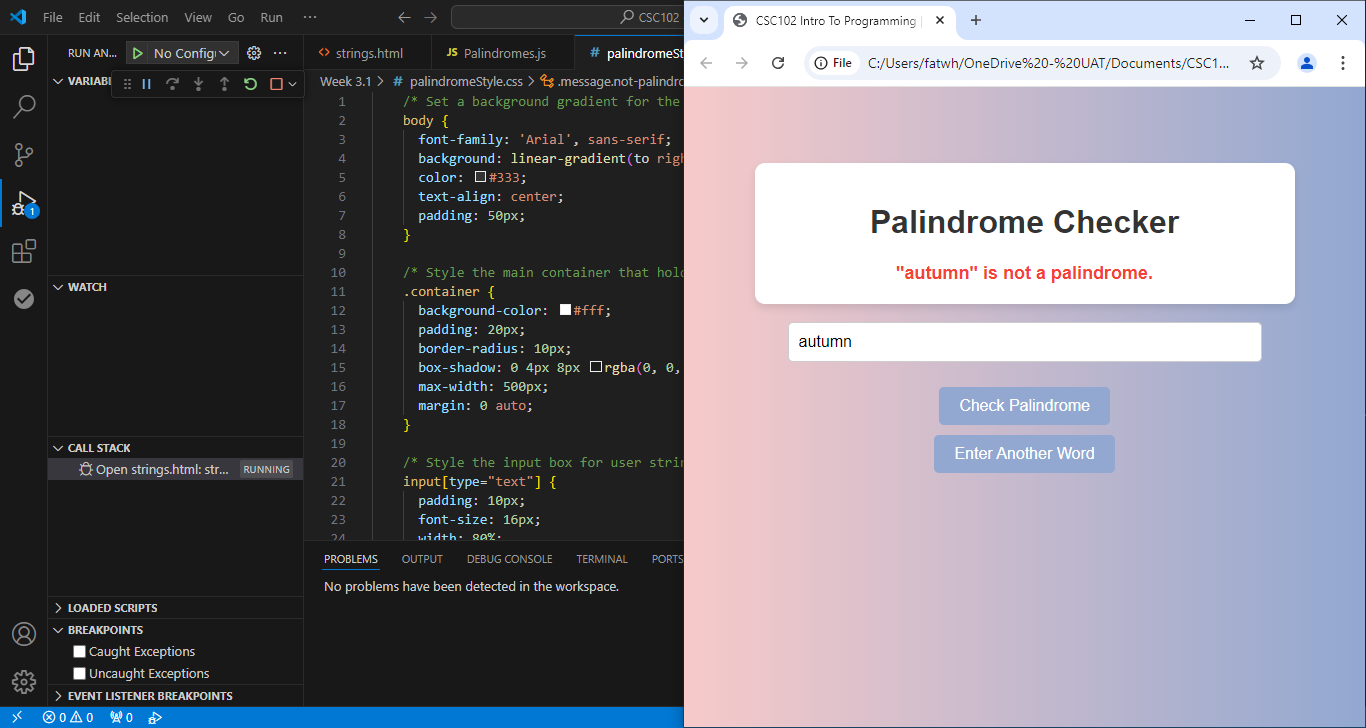 File Edit Selection View Go Run ··· CSC102
RUN AN... No Config
VARIABL
WATCH
CALL STACK
Open strings.html: str... RUNNING
LOADED SCRIPTS
BREAKPOINTS
Caught Exceptions
Uncaught Exceptions
EVENT LISTENER BREAKPOINTS
1
strings.html JS Palindromes.js # palindromeSt
Week 3.1 > # palindromeStyle.css > .message.not-palindro
1 /* Set a background gradient for the
2 body {
3 font-family: 'Arial', sans-serif;
4 background: linear-gradient(to righ
5 color: #333;
6 text-align: center;
7 padding: 50px;
8 }
9
10 /* Style the main container that hold
11 .container {
12 background-color: #fff;
13 padding: 20px;
14 border-radius: 10px;
15 box-shadow: 0 4px 8px rgba(0, 0,
16 max-width: 500px;
17 margin: 0 auto;
18 }
19
20 /* Style the input box for user strin
21 input[type="text"] {
22 padding: 10px;
23 font-size: 16px;
24 width: 80%;
PROBLEMS OUTPUT DEBUG CONSOLE TERMINAL PORTS
No problems have been detected in the workspace.
0 0 0
CSC102 Intro To Programming |
File C:/Users/fatwh/OneDrive%20-%20UAT/Documents/CSC1...
Palindrome Checker
"autumn" is not a palindrome.
autumn
Check Palindrome
Enter Another Word